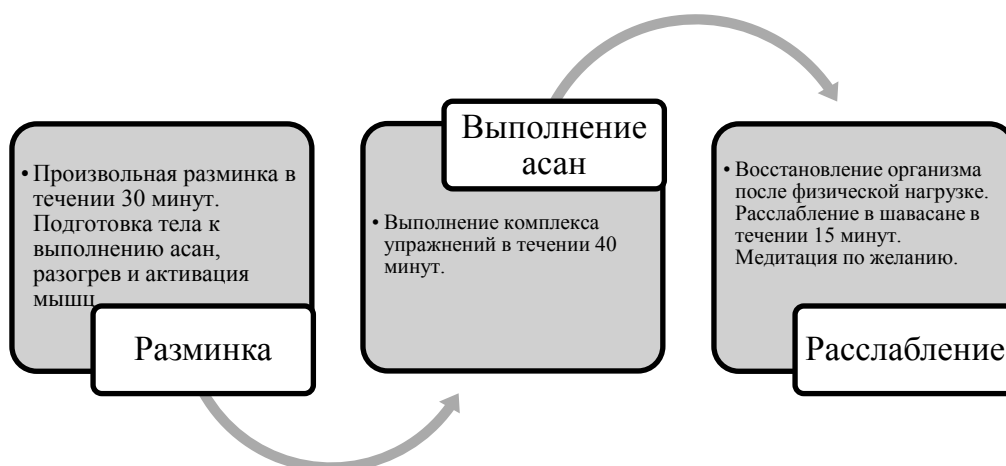 • Произвольная разминка в
течении 30 минут.
Подготовка тела к
выполнению асан,
разогрев и активация
мышц
Разминка
Выполнение
асан
• Выполнение комплекса
упражнений в течении 40
минут.
• Восстановление организма
после физической нагрузке.
Расслабление в шавасане в
течении 15 минут.
Медитация по желанию.
Расслабление